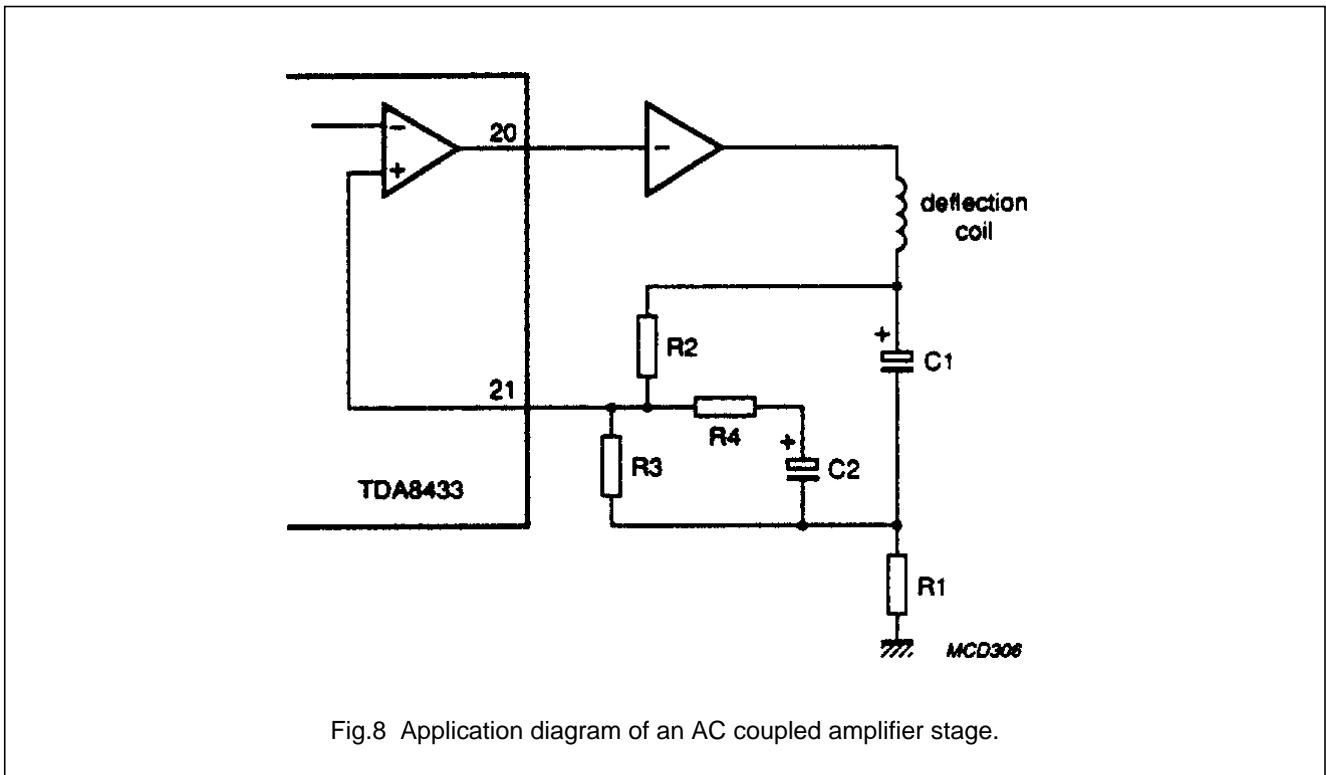 −
+
20
−
deflection
coil
+
R2
C1
21
R4
+
R3
C2
TDA8433
R1
MCD306
Fig.8 Application diagram of an AC coupled amplifier stage.